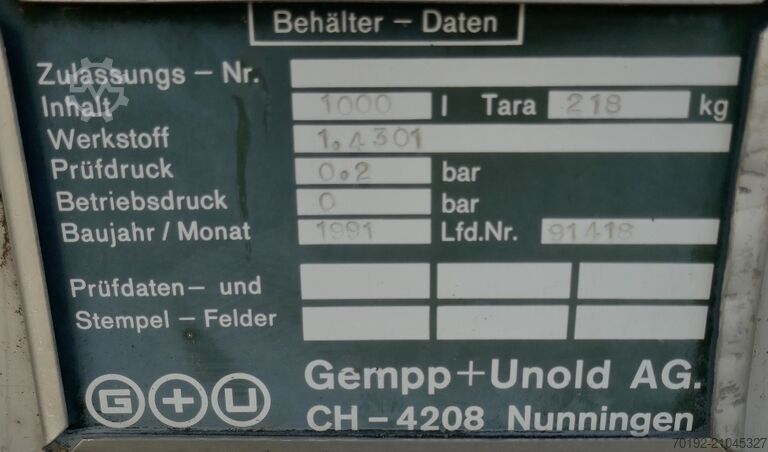 Behälter – Daten
Zulassungs – Nr.
Inhalt 1000 l Tara 218 kg
Werkstoff 1.4301
Prüfdruck 0.2 bar
Betriebsdruck 0 bar
Baujahr / Monat 1991 Lfd.Nr. 91418
Prüfdaten – und
Stempel – Felder
G+U Gempp+Unold AG.
CH – 4208 Nunningen
70192-21045327